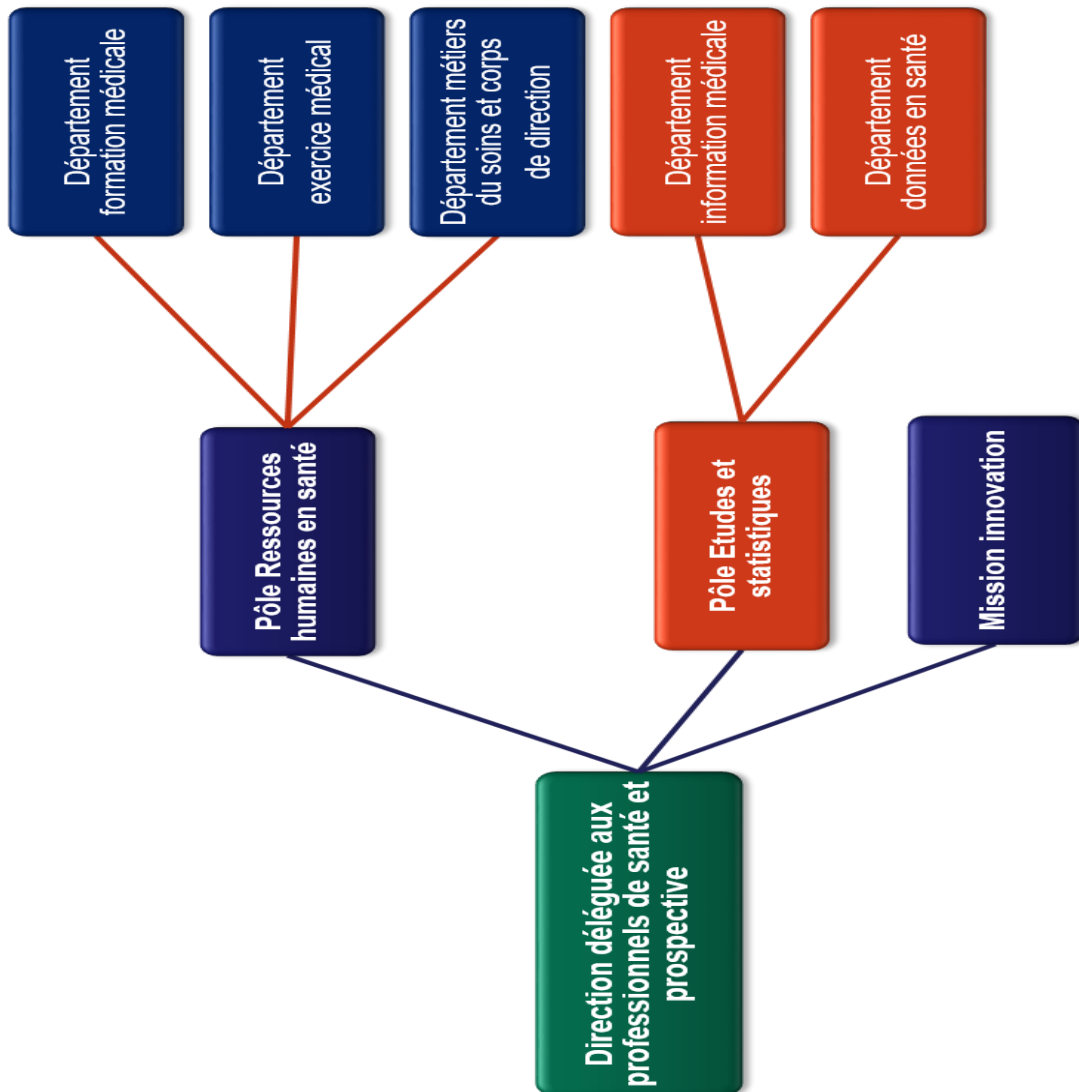 Direction déléguée aux
professionnels de santé et
prospective
Pôle Ressources
humaines en santé
Pôle Etudes et
statistiques
Mission innovation
Département
formation médicale
Département
exercice médical
Département métiers
du soins et corps
de direction
Département
information médicale
Département
données en santé